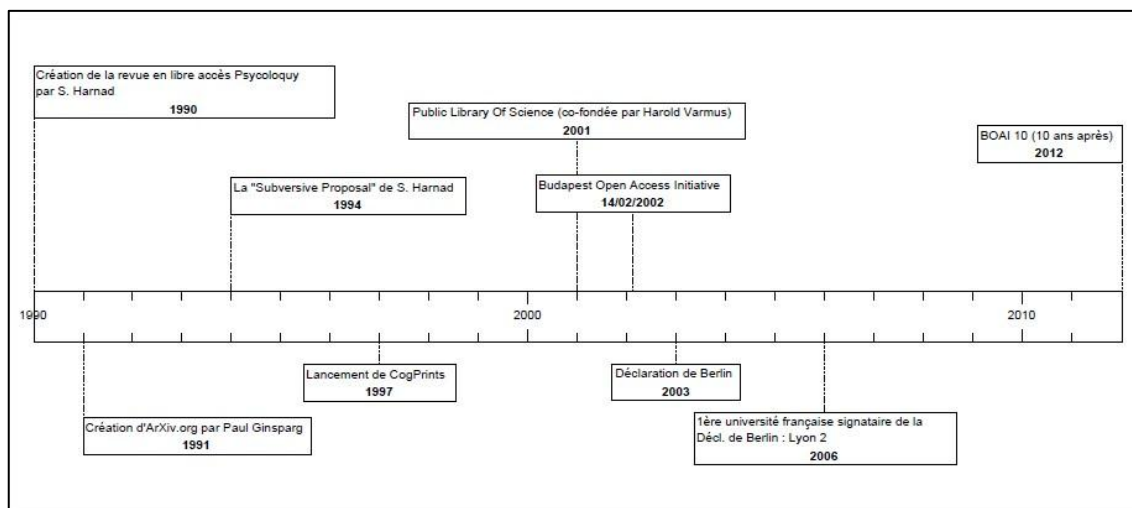 Création de la revue en libre accès Psycoloquy
par S. Harnad
1990
Public Library Of Science (co-fondée par Harold Varmus)
2001
BOAI 10 (10 ans après)
2012
La "Subversive Proposal" de S. Harnad
1994
Budapest Open Access Initiative
14/02/2002
1990
2000
2010
Lancement de CogPrints
1997
Déclaration de Berlin
2003
Création d'ArXiv.org par Paul Ginsparg
1991
1ère université française signataire de la
Décl. de Berlin : Lyon 2
2006